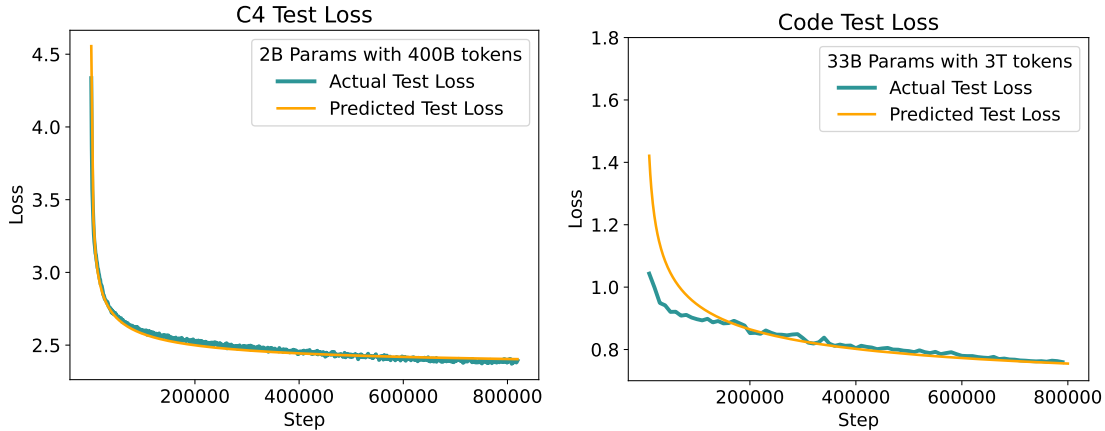 C4 Test Loss
2B Params with 400B tokens
Actual Test Loss
Predicted Test Loss
4.5
4.0
3.5
3.0
2.5
Loss
200000 400000 600000 800000
Step
Code Test Loss
33B Params with 3T tokens
Actual Test Loss
Predicted Test Loss
1.8
1.6
1.4
1.2
1.0
0.8
Loss
200000 400000 600000 800000
Step